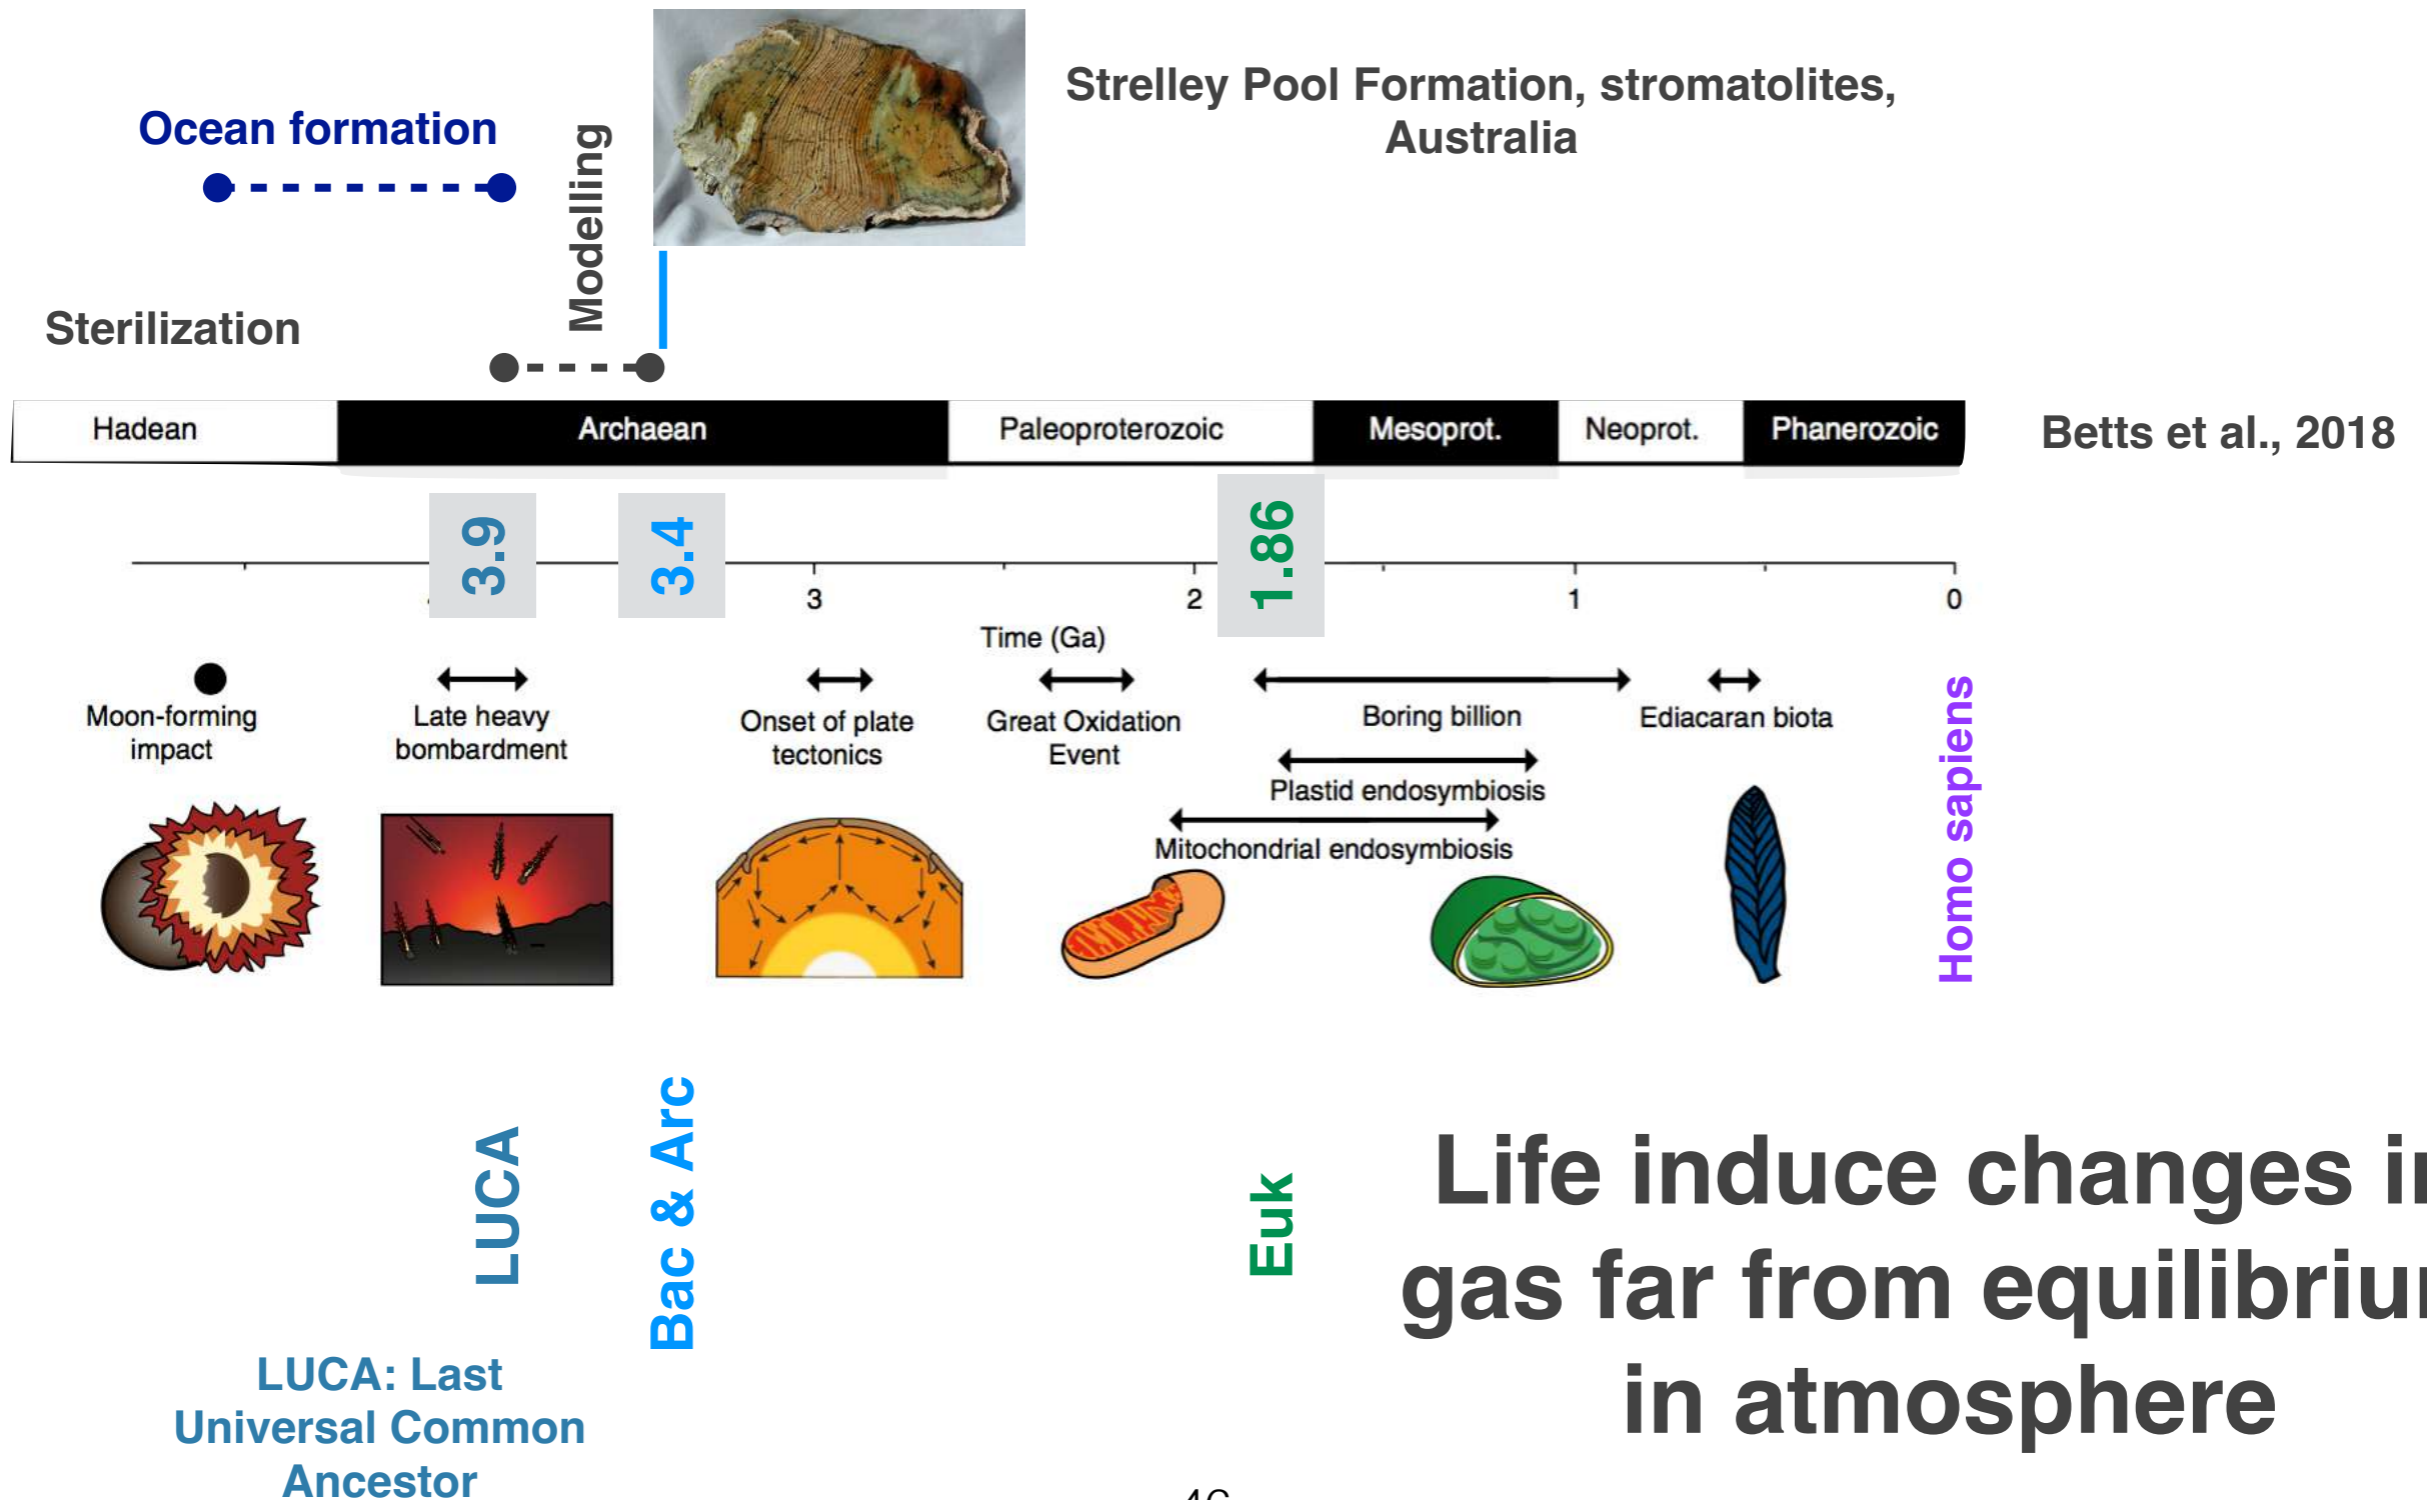 Strelley Pool Formation, stromatolites,
Australia
Ocean formation
Modelling
Sterilization
Hadean
Archaean
Paleoproterozoic
Mesoprot.
Neoprot.
Phanerozoic
Betts et al., 2018
3.9
3.4
1.86
3
2
1
0
Time (Ga)
Moon-forming
impact
Late heavy
bombardment
Onset of plate
tectonics
Great Oxidation
Event
Boring billion
Plastid endosymbiosis
Mitochondrial endosymbiosis
Ediacaran biota
Homo sapiens
LUCA
Bac & Arc
Euk
LUCA: Last
Universal Common
Ancestor
Life induce changes
gas far from
in atmosphere